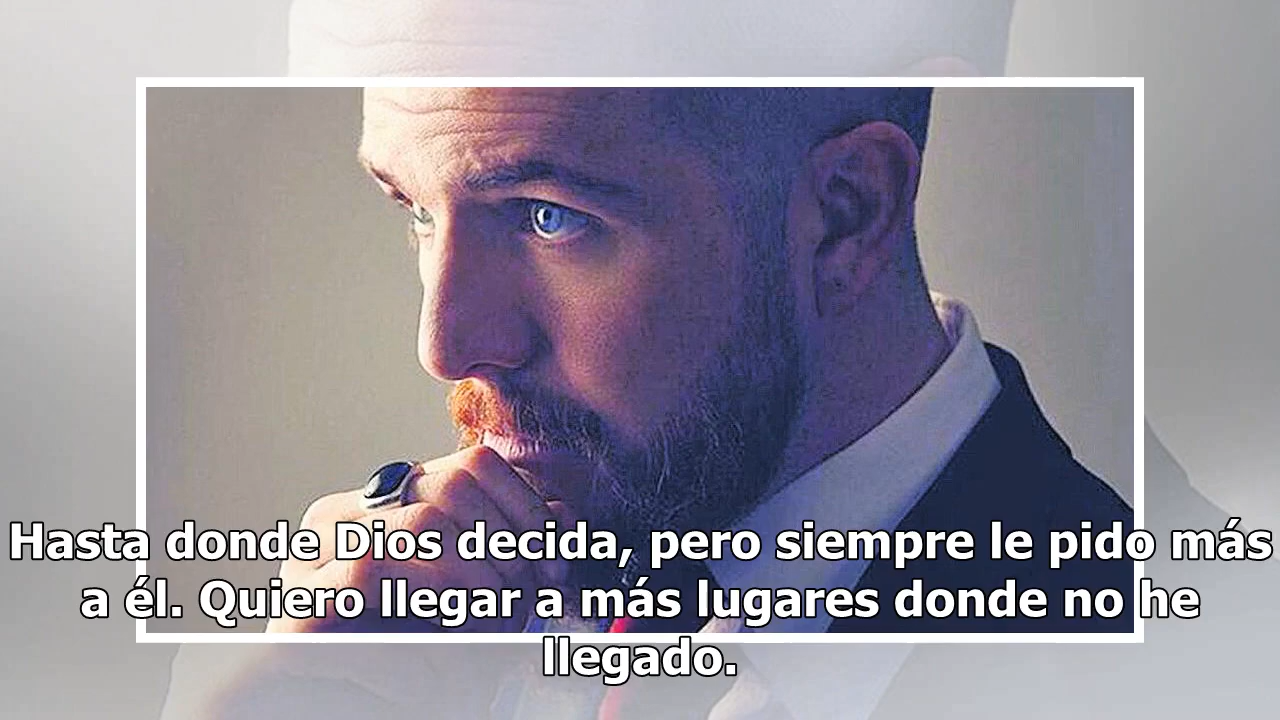 Hasta donde Dios decida, pero siempre le pido más
a él. Quiero llegar a más lugares donde no he
llegado.